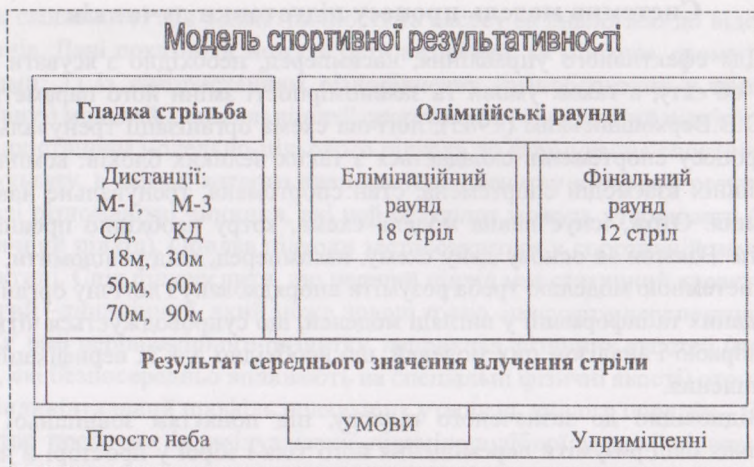 Модель спортивної результативності
Гладка стрільба
Олімпійські раунди
Дистанції:
М-1, М-3
СД КД
18м, 30м
50м, 60м
70м, 90м
Елімінаційний
раунд
18 стріл
Фінальний
раунд
12 стріл
Результат середнього значення влучення стріли
УМОВИ
Просто неба
У приміщенні